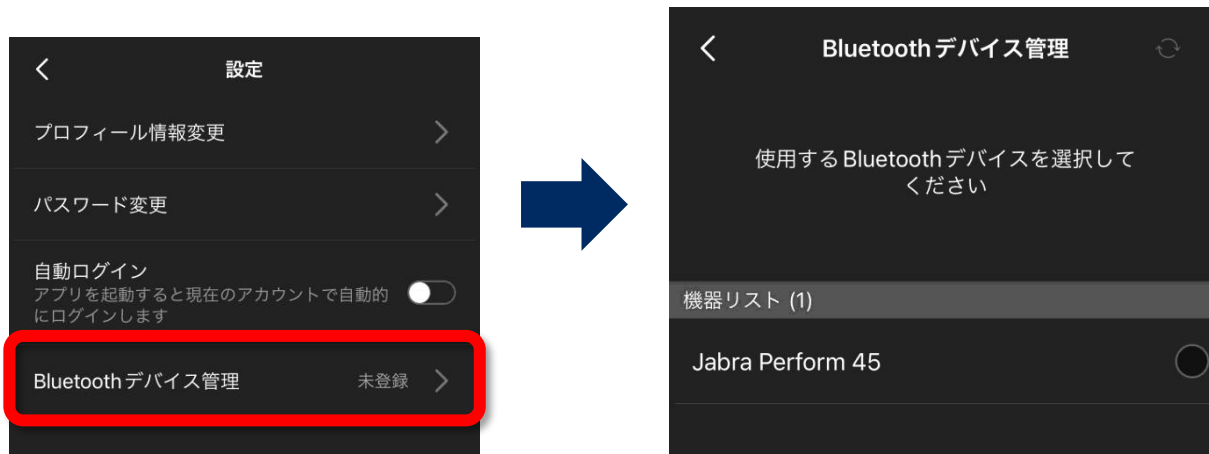 設定
プロフィール情報変更
パスワード変更
自動ログイン
アプリを起動すると現在のアカウントで自動的
にログインします
Bluetoothデバイス管理 未登録
Bluetoothデバイス管理
使用するBluetoothデバイスを選択して
ください
機器リスト (1)
Jabra Perform 45